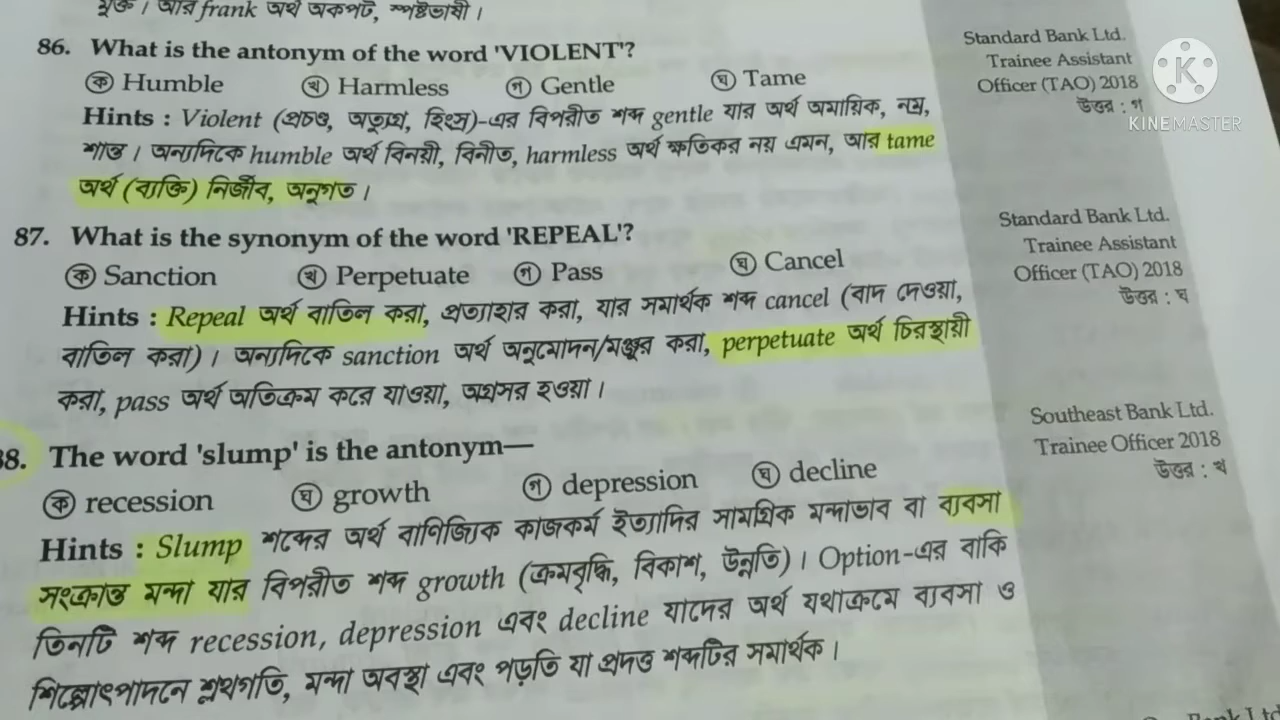 মুক্ত। আর frank অর্থ অকপট, স্পষ্টভাষী।
86. What is the antonym of the word 'VIOLENT'?
ক Humble খ Harmless গ Gentle ঘ Tame
Hints : Violent (প্রচণ্ড, অত্যুগ্র, হিংস্র)-এর বিপরীত শব্দ gentle যার অর্থ অমায়িক, নম্র,
শান্ত। অন্যদিকে humble অর্থ বিনয়ী, বিনীত, harmless অর্থ ক্ষতিকর নয় এমন, আর tame
অর্থ (ব্যক্তি) নির্জীব, অনুগত।
Standard Bank Ltd.
Trainee Assistant
Officer (TAO) 2018
উত্তর : গ
K
KINEMASTER
87. What is the synonym of the word 'REPEAL'?
ক Sanction খ Perpetuate গ Pass ঘ Cancel
Hints : Repeal অর্থ বাতিল করা, প্রত্যাহার করা, যার সমার্থক শব্দ cancel (বাদ দেওয়া,
বাতিল করা)। অন্যদিকে sanction অর্থ অনুমোদন/মঞ্জুর করা, perpetuate অর্থ চিরস্থায়ী
করা, pass অর্থ অতিক্রম করে যাওয়া, অগ্রসর হওয়া।
Standard Bank Ltd.
Trainee Assistant
Officer (TAO) 2018
উত্তর : ঘ
38. The word 'slump' is the antonym—
ক recession ঘ growth গ depression ঘ decline
Hints : Slump শব্দের অর্থ বাণিজ্যিক কাজকর্ম ইত্যাদির সামগ্রিক মন্দাভাব বা ব্যবসা
সংক্রান্ত মন্দা যার বিপরীত শব্দ growth (ক্রমবৃদ্ধি, বিকাশ, উন্নতি)। Option-এর বাকি
তিনটি শব্দ recession, depression এবং decline যাদের অর্থ যথাক্রমে ব্যবসা ও
শিল্পোৎপাদনে শ্লথগতি, মন্দা অবস্থা এবং পড়তি যা প্রদত্ত শব্দটির সমার্থক।
Southeast Bank Ltd.
Trainee Officer 2018
উত্তর : খ
Bank Ltd